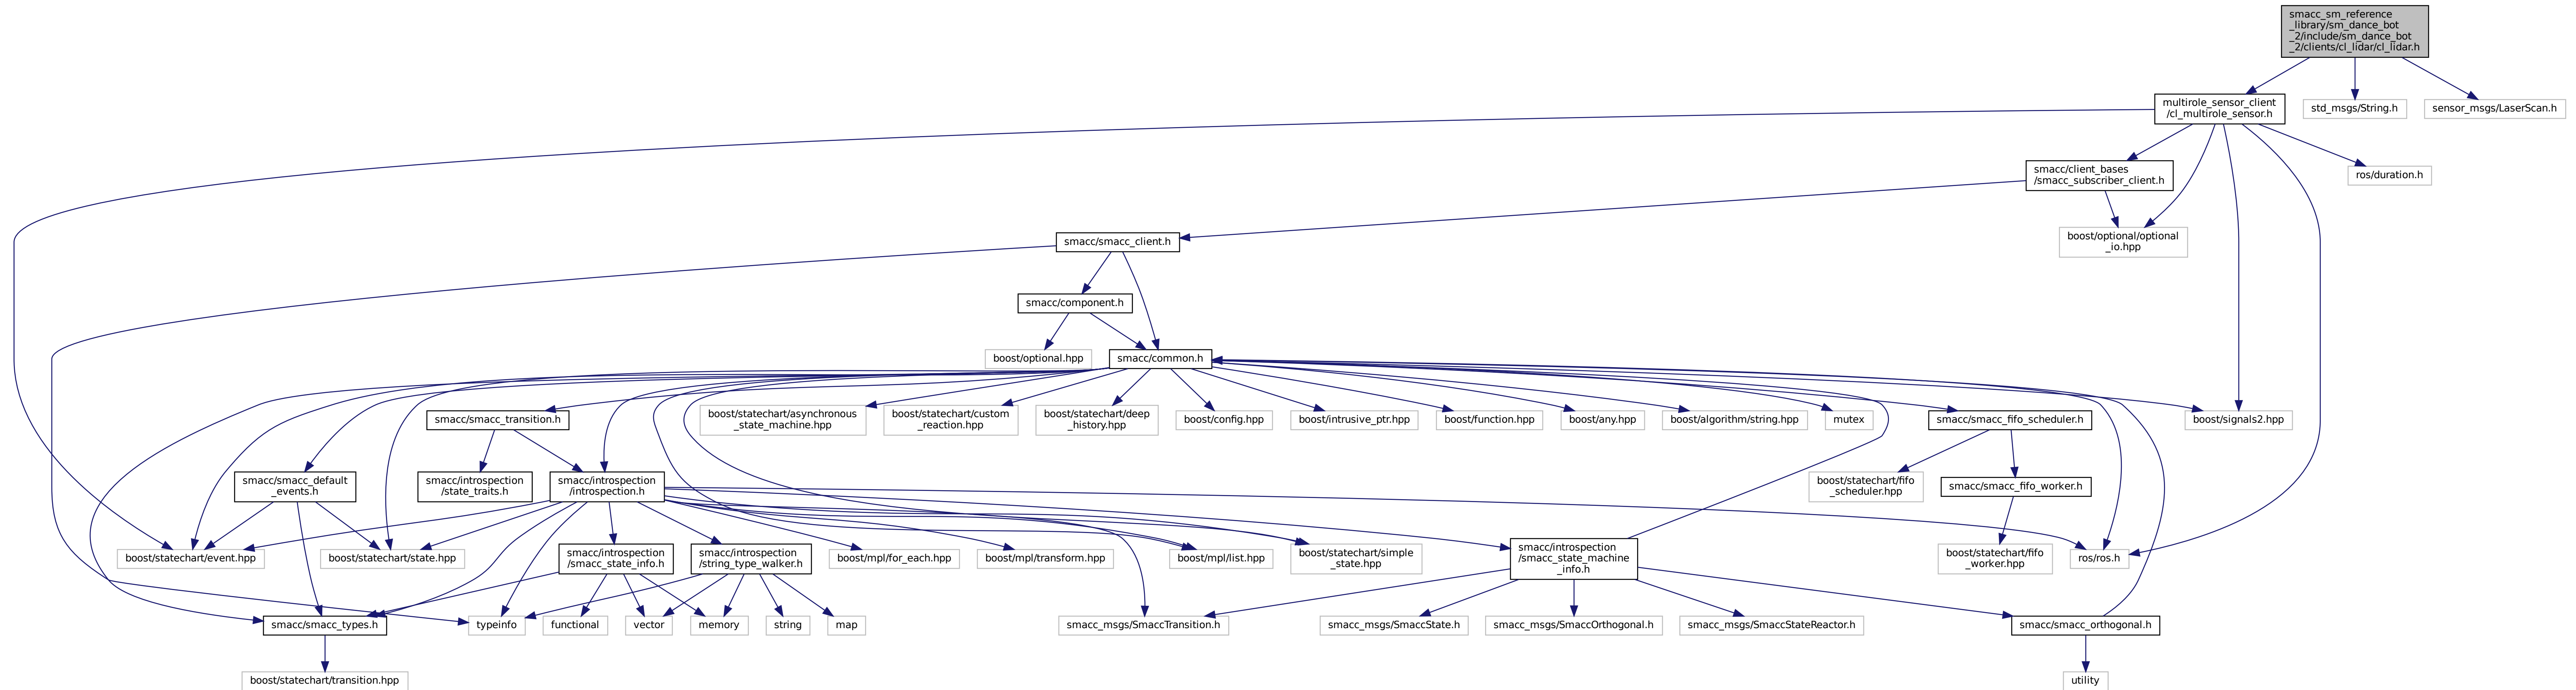 smacc_sm_reference
_library/sm_dance_bot
_2/include/sm_dance_bot
_2/clients/cl_lidar/cl_lidar.h
multirole_sensor_client
/cl_multirole_sensor.h
std_msgs/String.h
sensor_msgs/LaserScan.h
smacc/client_bases
/smacc_subscriber_client.h
ros/duration.h
smacc/smacc_client.h
boost/optional/optional
_io.hpp
smacc/component.h
boost/optional.hpp
smacc/common.h
smacc/smacc_transition.h
boost/statechart/asynchronous
_state_machine.hpp
boost/statechart/custom
_reaction.hpp
boost/statechart/deep
_history.hpp
boost/config.hpp
boost/intrusive_ptr.hpp
boost/function.hpp
boost/any.hpp
boost/algorithm/string.hpp
mutex
smacc/smacc_fifo_scheduler.h
boost/signals2.hpp
smacc/smacc_default
_events.h
smacc/introspection
/state_traits.h
smacc/introspection
/introspection.h
boost/statechart/fifo
_scheduler.hpp
smacc/smacc_fifo_worker.h
boost/statechart/event.hpp
boost/statechart/state.hpp
smacc/introspection
/smacc_state_info.h
smacc/introspection
/string_type_walker.h
boost/mpl/for_each.hpp
boost/mpl/transform.hpp
boost/mpl/list.hpp
boost/statechart/simple
_state.hpp
smacc/introspection
/smacc_state_machine
_info.h
boost/statechart/fifo
_worker.hpp
ros/ros.h
smacc/smacc_types.h
typeinfo
functional
vector
memory
string
map
smacc_msgs/SmaccTransition.h
smacc_msgs/SmaccState.h
smacc_msgs/SmaccOrthogonal.h
smacc_msgs/SmaccStateReactor.h
smacc/smacc_orthogonal.h
boost/statechart/transition.hpp
utility